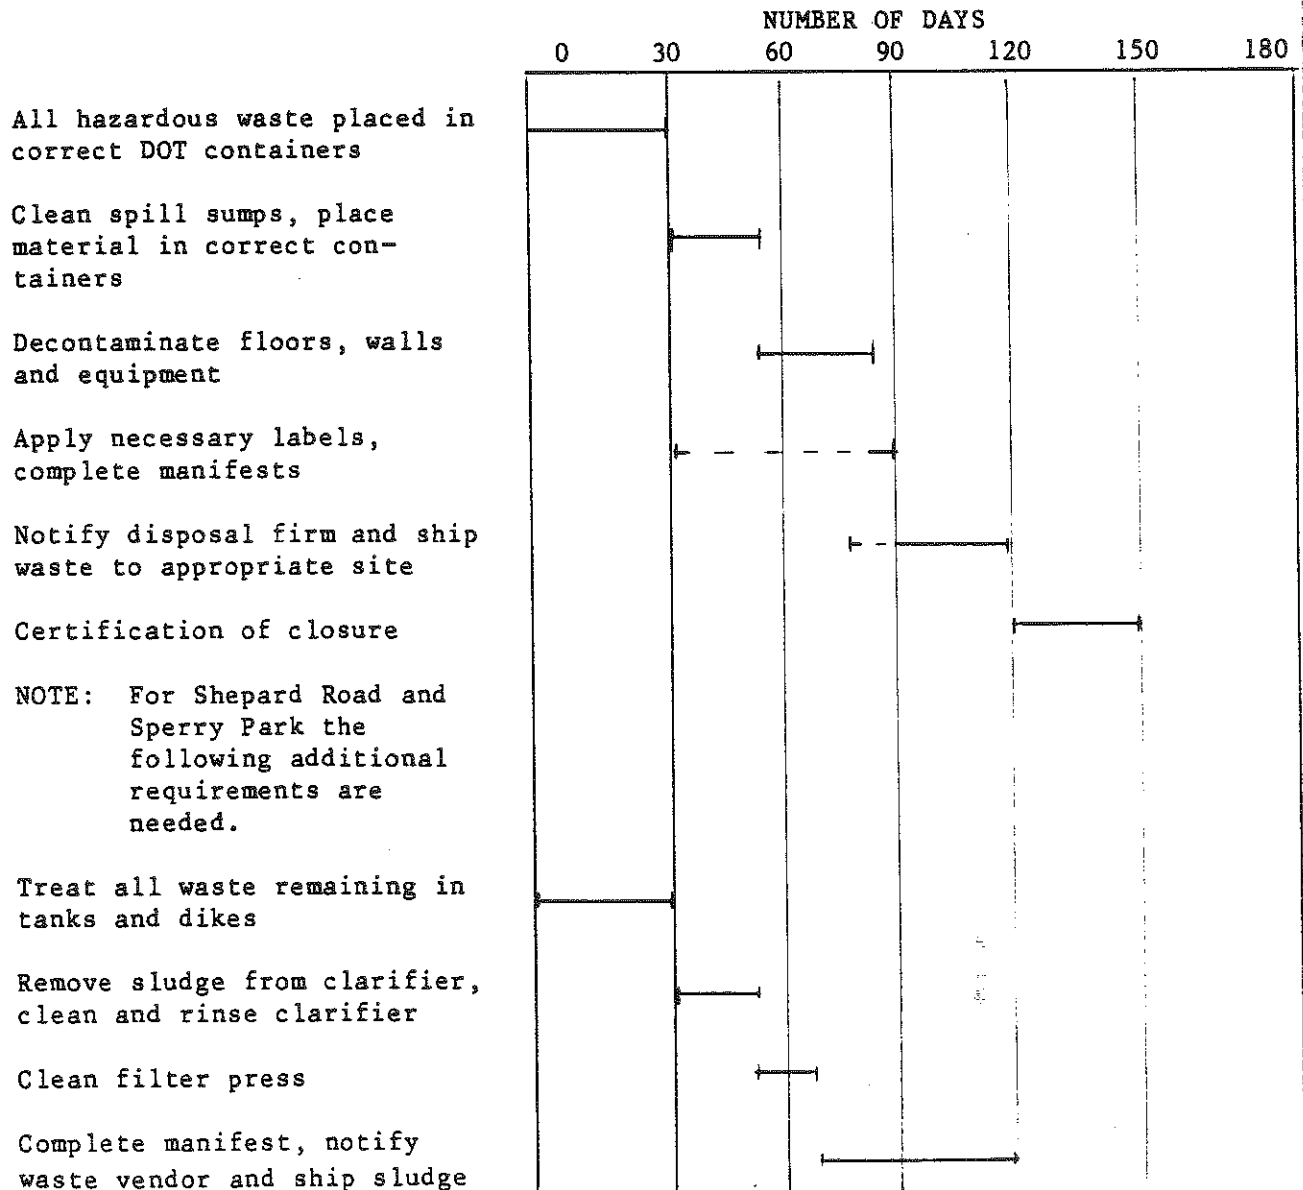 NUMBER OF DAYS
0 30 60 90 120 150 180
All hazardous waste placed in
correct DOT containers
Clean spill sumps, place
material in correct con-
tainers
Decontaminate floors, walls
and equipment
Apply necessary labels,
complete manifests
Notify disposal firm and ship
waste to appropriate site
Certification of closure
NOTE: For Shepard Road and
Sperry Park the
following additional
requirements are
needed.
Treat all waste remaining in
tanks and dikes
Remove sludge from clarifier,
clean and rinse clarifier
Clean filter press
Complete manifest, notify
waste vendor and ship sludge